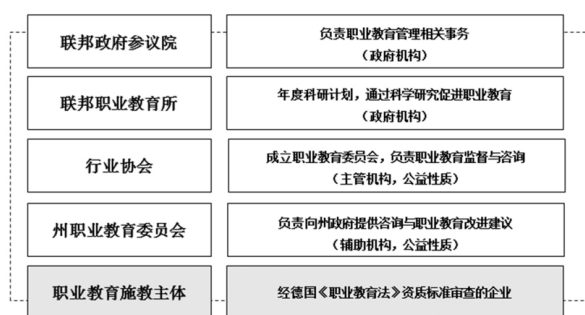 联邦政府参议院
负责职业教育管理相关事务
（政府机构）
联邦职业教育所
年度科研计划，通过科学研究促进职业教育
（政府机构）
行业协会
成立职业教育委员会，负责职业教育监督与咨询
（主管机构，公益性质）
州职业教育委员会
负责向州政府提供咨询与职业教育改进建议
（辅助机构，公益性质）
职业教育施教主体
经德国《职业教育法》资质标准审查的企业